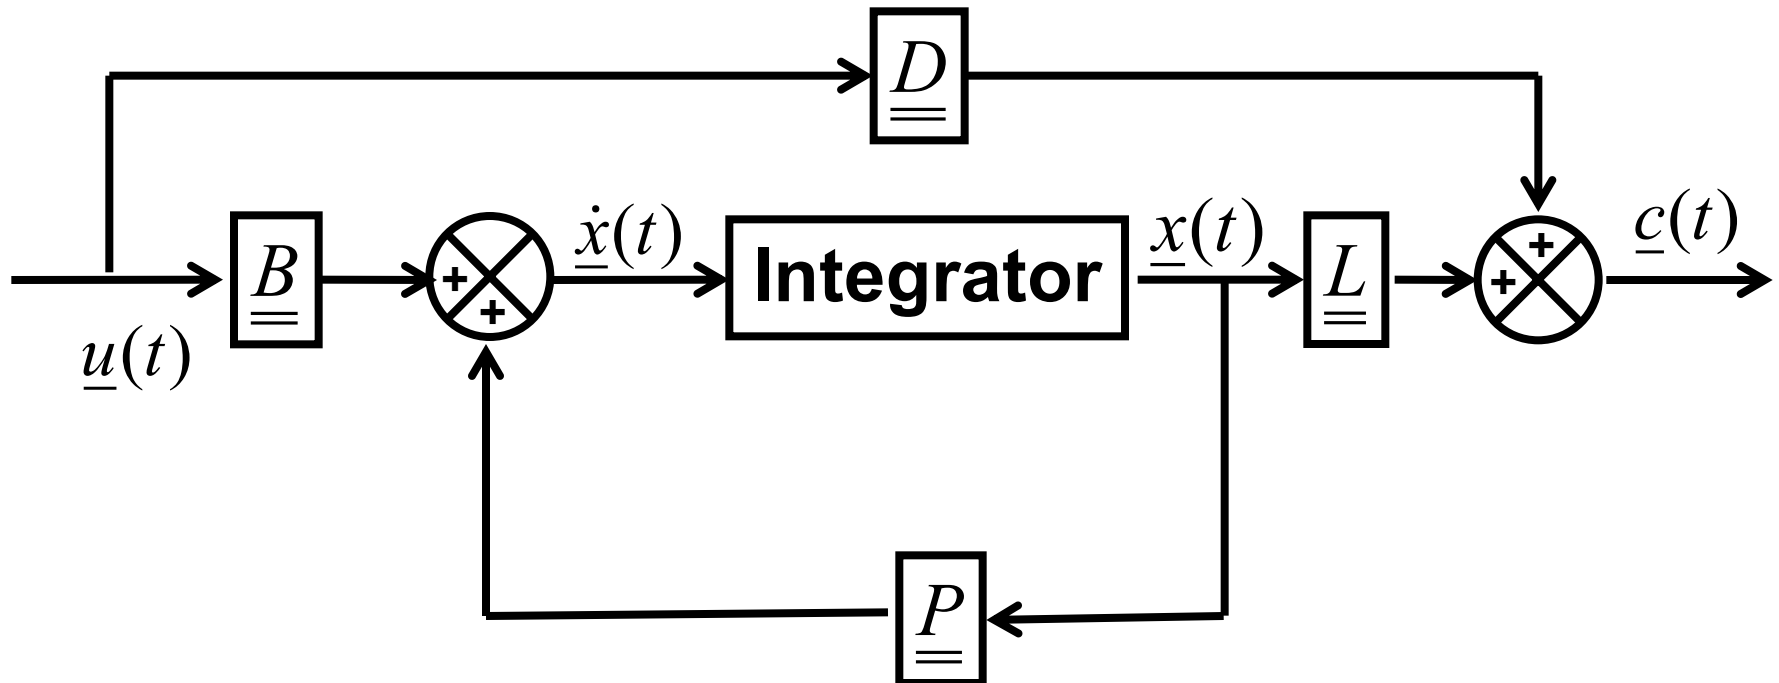 D
B
+
+
ẋ(t)
Integrator
x(t)
L
+
+
c(t)
u(t)
P